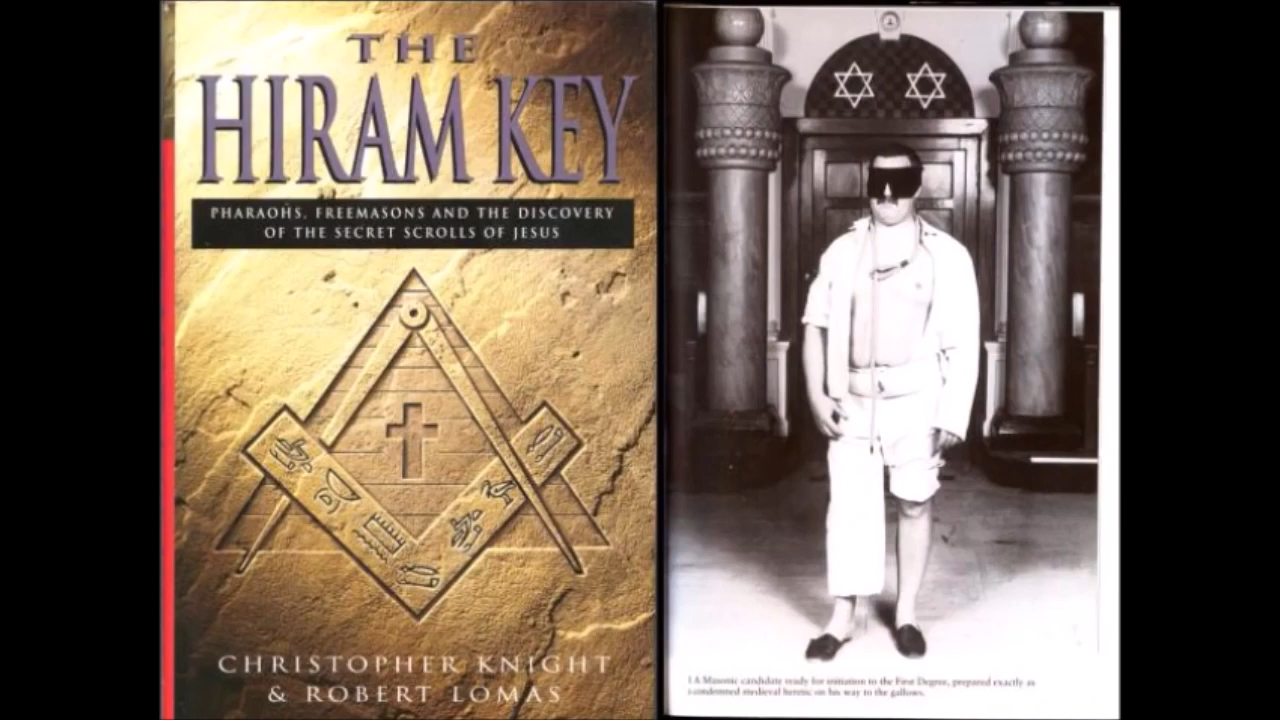 THE
HIRAM KEY
PHARAOHS, FREEMASONS AND THE DISCOVERY
OF THE SECRET SCROLLS OF JESUS
CHRISTOPHER KNIGHT
& ROBERT LOMAS
1 A Masonic candidate ready for initiation to the First Degree, prepared exactly as
a condemned medieval heretic on his way to the gallows.